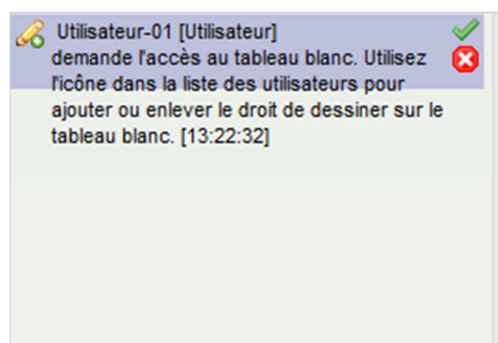 Utilisateur-01 [Utilisateur]
demande l'accès au tableau blanc. Utilisez
l'icône dans la liste des utilisateurs pour
ajouter ou enlever le droit de dessiner sur le
tableau blanc. [13:22:32]